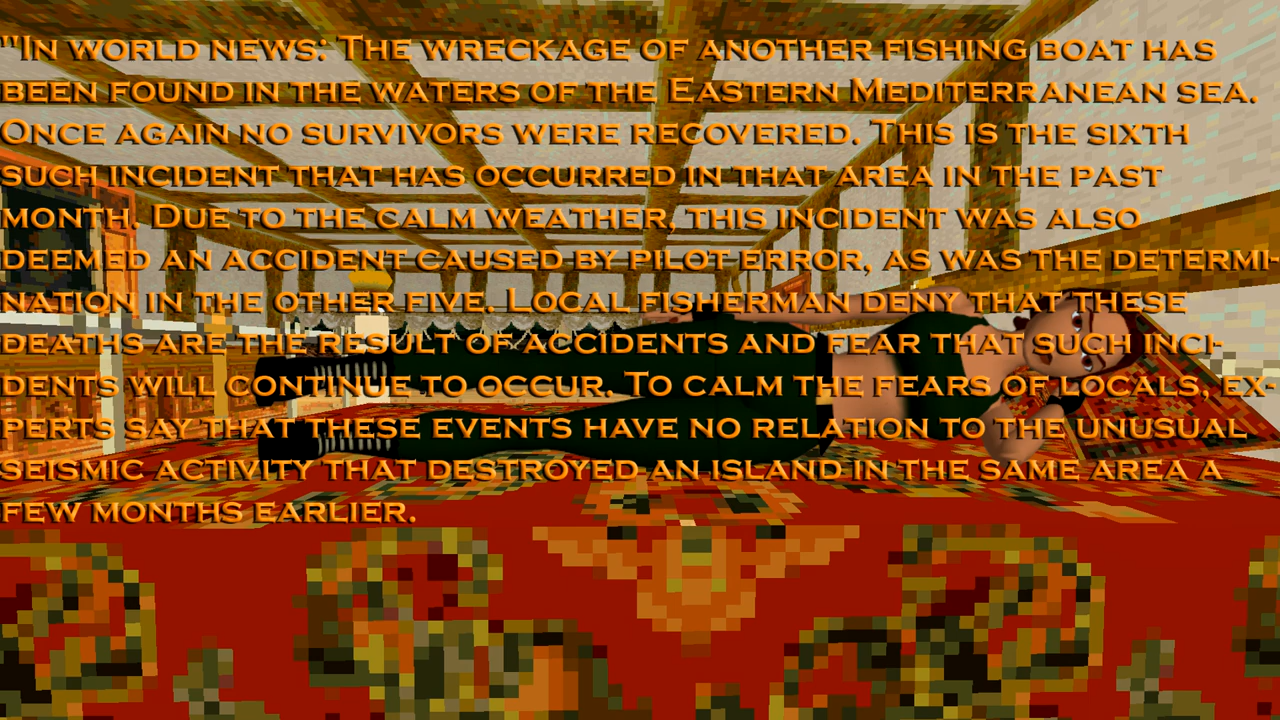 "In world news: The wreckage of another fishing boat has
been found in the waters of the Eastern Mediterranean sea.
Once again no survivors were recovered. This is the sixth
such incident that has occurred in that area in the past
month. Due to the calm weather, this incident was also
deemed an accident caused by pilot error, as was the determi-
nation in the other five. Local fisherman deny that these
deaths are the result of accidents and fear that such inci-
dents will continue to occur. To calm the fears of locals, ex-
perts say that these events have no relation to the unusual
seismic activity that destroyed an island in the same area a
few months earlier.